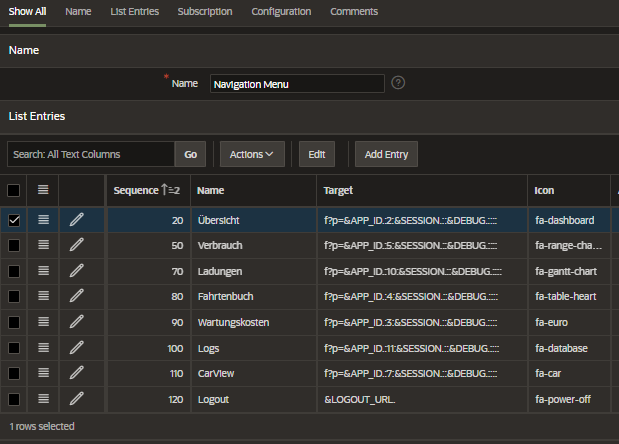 Show All Name List Entries Subscription Configuration Comments
Name
* Name Navigation Menu ?
List Entries
Search: All Text Columns Go Actions Edit Add Entry
Sequence 2 Name Target Icon
20 Übersicht f?p=&APP_ID.:2:&SESSION.::&DEBUG.::::: fa-dashboard
50 Verbrauch f?p=&APP_ID.:5:&SESSION.::&DEBUG.::::: fa-range-cha...
70 Ladungen f?p=&APP_ID.:10:&SESSION.::&DEBUG.::::: fa-gantt-chart
80 Fahrtenbuch f?p=&APP_ID.:4:&SESSION.::&DEBUG.::::: fa-table-heart
90 Wartungskosten f?p=&APP_ID.:3:&SESSION.::&DEBUG.::::: fa-euro
100 Logs f?p=&APP_ID.:11:&SESSION.::&DEBUG.::::: fa-database
110 CarView f?p=&APP_ID.:7:&SESSION.::&DEBUG.::::: fa-car
120 Logout &LOGOUT_URL. fa-power-off
1 rows selected